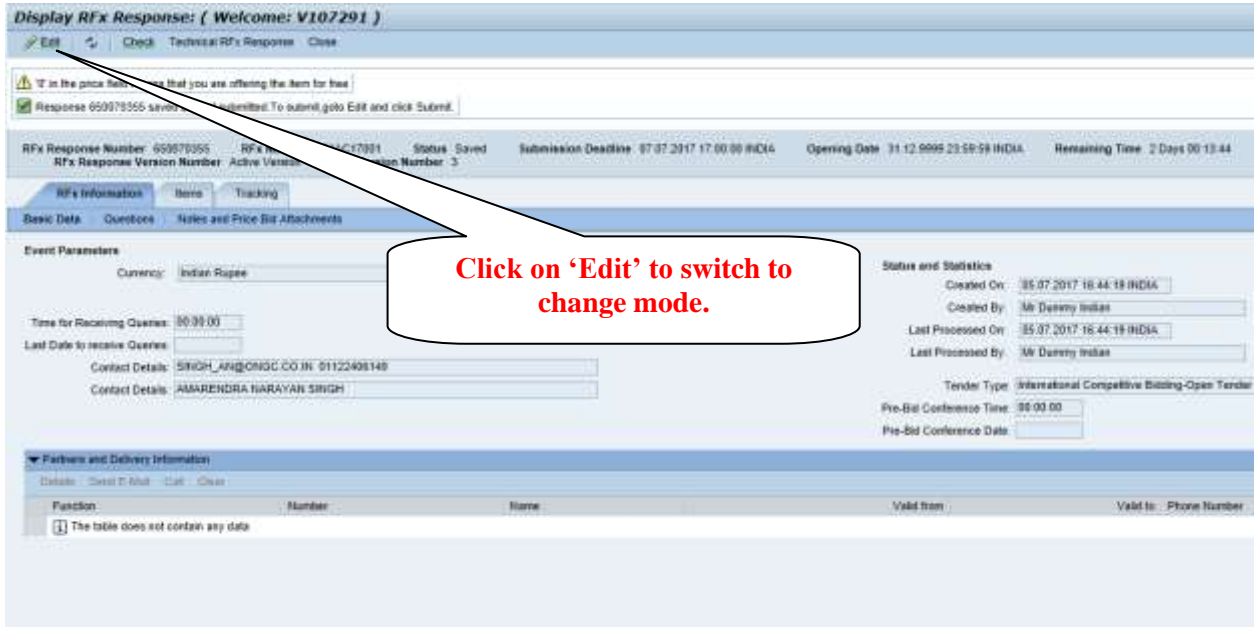 Display RFx Response: ( Welcome: V107291 )
Edit Check Technical RFx Response Close
in the price field that you are offering the item for free
Response saved submitted. To submit, goto Edit and click Submit.
RFx Response Number Status Saved Submission Deadline 07.07.2017 17:00:00 INDIA Opening Date 31.12.9999 23:59:59 INDIA Remaining Time 2 Days 00:13:44
RFx Response Version Number Active Version Number 3
RFx Information Items Tracking
Basic Data Questions Notes and Price Bid Attachments
Event Parameters
Currency: Indian Rupee
Time for Receiving Queries: 00:00:00
Last Date to receive Queries:
Contact Details: SINGH_AN@ONGC.CO.IN
Contact Details: AMARENDRA NARAYAN SINGH
Click on ‘Edit’ to switch to
change mode.
Status and Statistics
Created On: 05.07.2017 16:44:19 INDIA
Created By: Mr Dummy Indian
Last Processed On: 05.07.2017 16:44:19 INDIA
Last Processed By: Mr Dummy Indian
Tender Type: International Competitive Bidding-Open Tender
Pre-Bid Conference Time: 00:00:00
Pre-Bid Conference Date:
Partners and Delivery Information
Details Send E-Mail Call Clear
Function Number Name Valid from Valid to Phone Number
The table does not contain any data